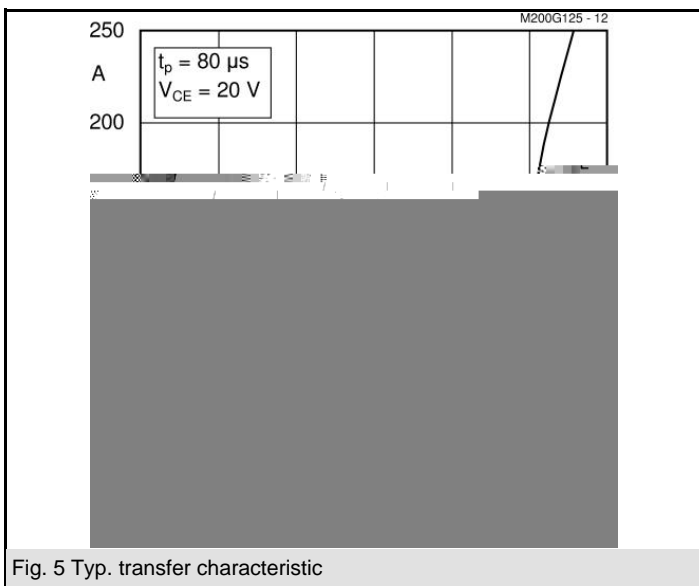 M200G125 - 12
250
A
t_p = 80 µs
V_CE = 20 V
200
Fig. 5 Typ. transfer characteristic